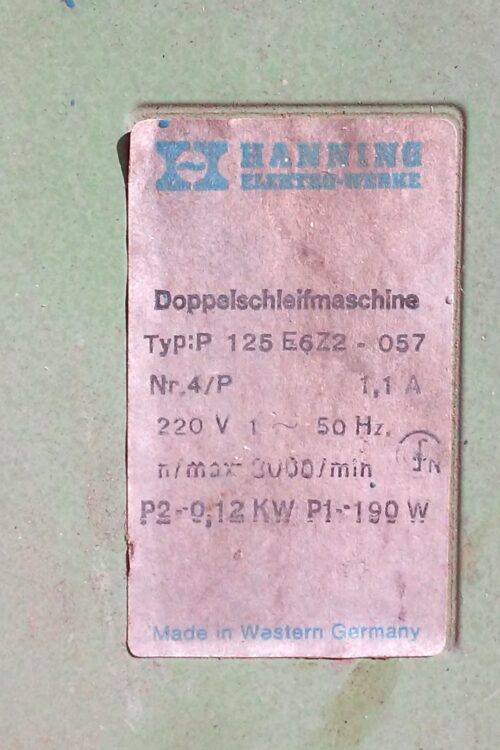 HANNING
ELEKTRO-WERKE
Doppelschleifmaschine
Typ:P 125 E6Z2 - 057
Nr.4/P 1,1 A
220 V 1 ~ 50 Hz.
n/max 3000/min
P2-0,12 KW P1-190 W
Made in Western Germany